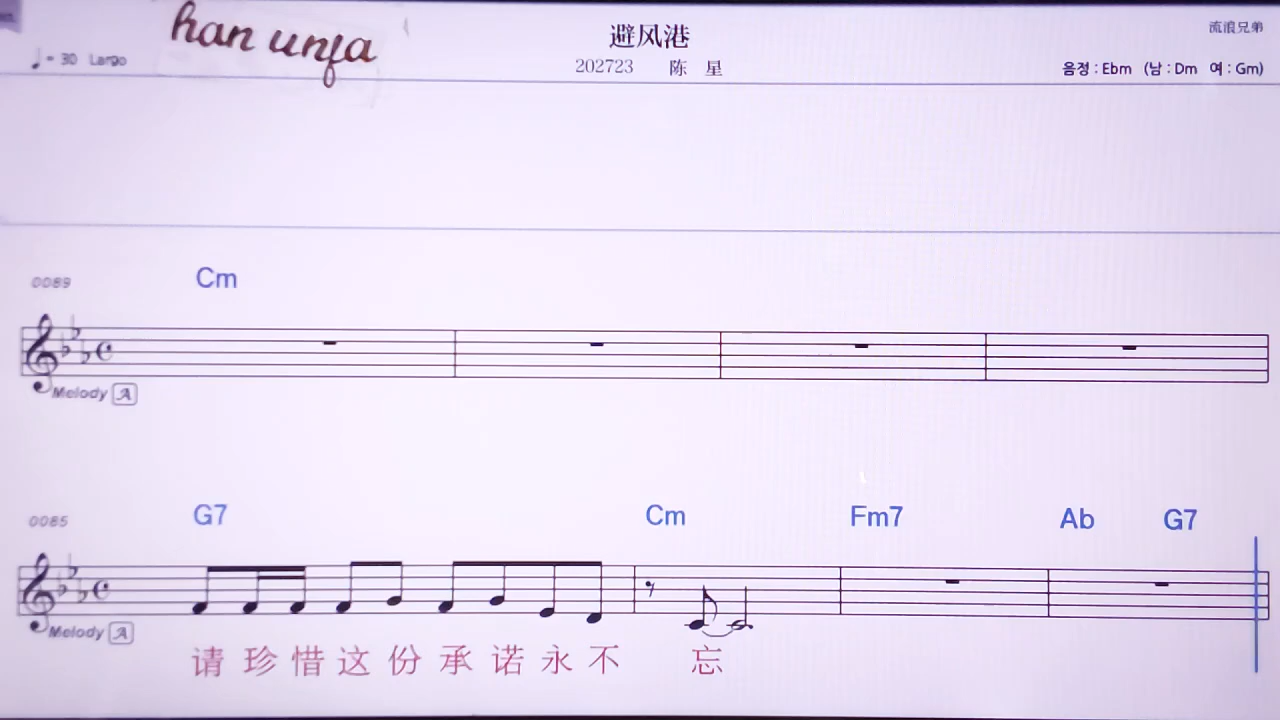 han unfa
避风港
流浪兄弟
♩= 30 Largo
202723 陈 星
음정 : Ebm (남 : Dm 여 : Gm)
0089 Cm
Melody A
0085 G7 Cm Fm7 Ab G7
Melody A
请 珍 惜 这 份 承 诺 永 不 忘